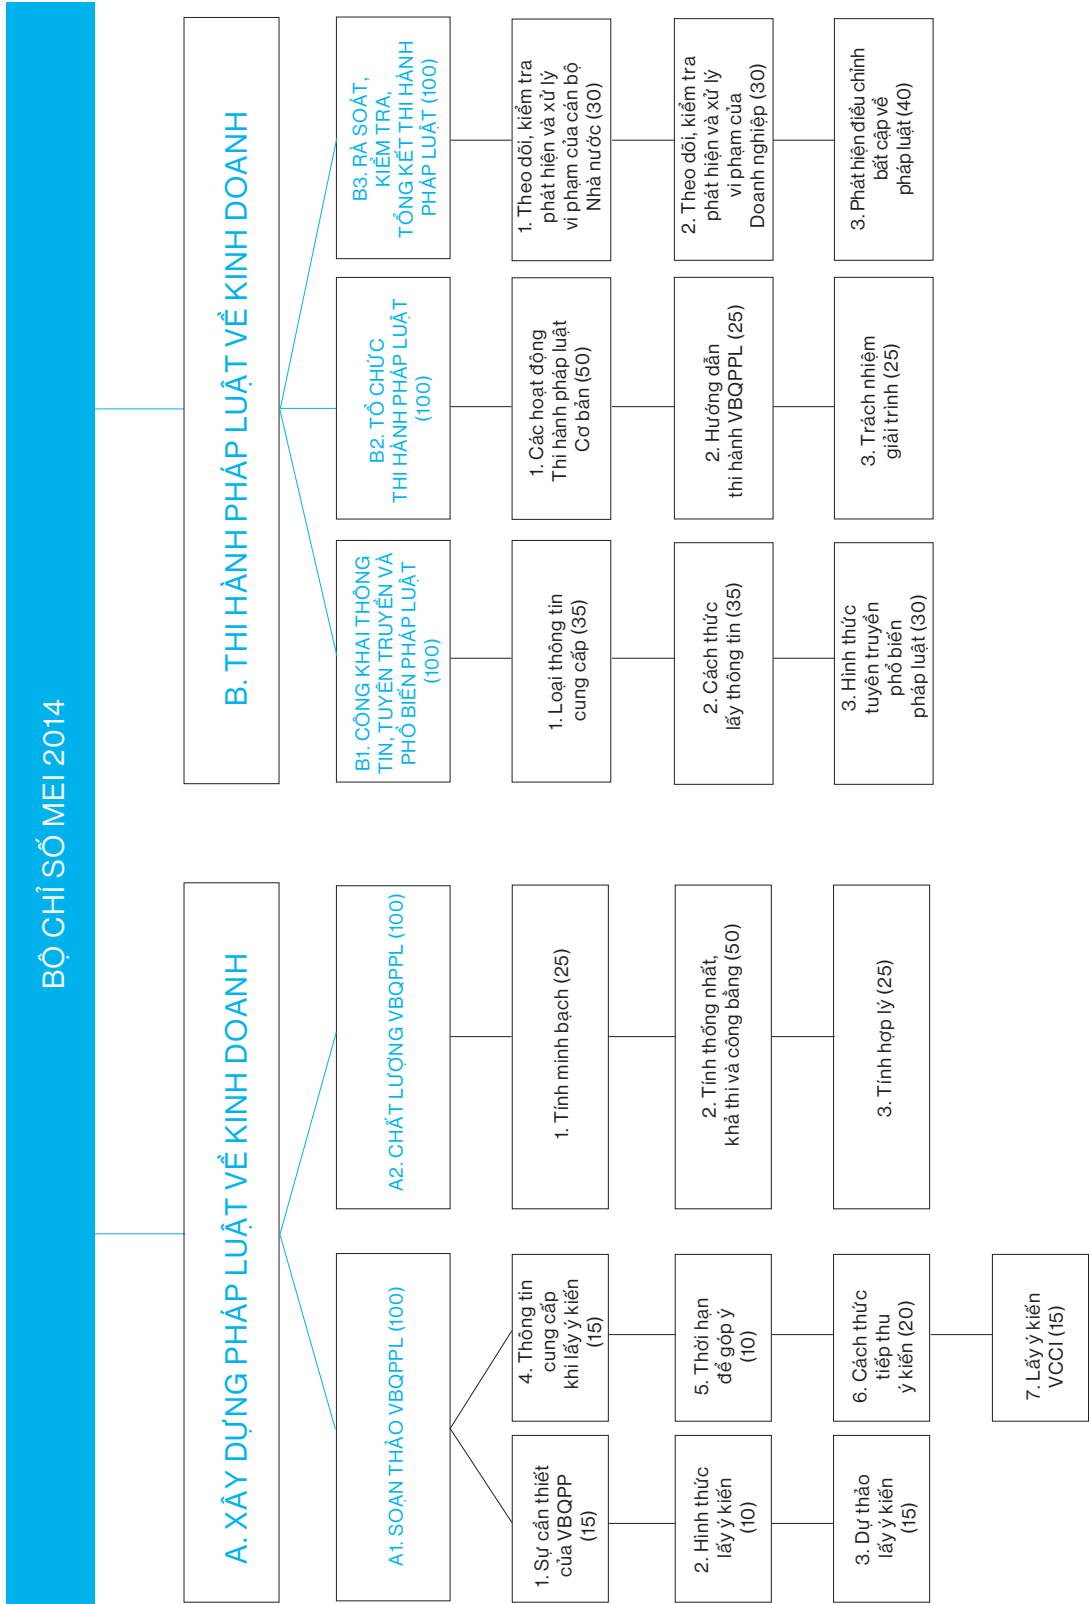 BỘ CHỈ SỐ MEI 2014
A. XÂY DỰNG PHÁP LUẬT VỀ KINH DOANH
A1. SOẠN THẢO VBQPPL (100)
1. Sự cần thiết
của VBQPP
(15)
2. Hình thức
lấy ý kiến
(10)
3. Dự thảo
lấy ý kiến
(15)
4. Thông tin
cung cấp
khi lấy ý kiến
(15)
5. Thời hạn
để góp ý
(10)
6. Cách thức
tiếp thu
ý kiến (20)
7. Lấy ý kiến
VCCI (15)
A2. CHẤT LƯỢNG VBQPPL (100)
1. Tính minh bạch (25)
2. Tính thống nhất,
khả thi và công bằng (50)
3. Tính hợp lý (25)
B. THI HÀNH PHÁP LUẬT VỀ KINH DOANH
B1. CÔNG KHAI THÔNG
TIN, TUYÊN TRUYỀN VÀ
PHỔ BIẾN PHÁP LUẬT
(100)
1. Loại thông tin
cung cấp (35)
2. Cách thức
lấy thông tin (35)
3. Hình thức
tuyên truyền
phổ biến
pháp luật (30)
B2. TỔ CHỨC
THI HÀNH PHÁP LUẬT
(100)
1. Các hoạt động
Thi hành pháp luật
Cơ bản (50)
2. Hướng dẫn
thi hành VBQPPL (25)
3. Trách nhiệm
giải trình (25)
B3. RÀ SOÁT,
KIỂM TRA,
TỔNG KẾT THI HÀNH
PHÁP LUẬT (100)
1. Theo dõi, kiểm tra
phát hiện và xử lý
vi phạm của cán bộ
Nhà nước (30)
2. Theo dõi, kiểm tra
phát hiện và xử lý
vi phạm của
Doanh nghiệp (30)
3. Phát hiện điều chỉnh
bất cập về
pháp luật (40)